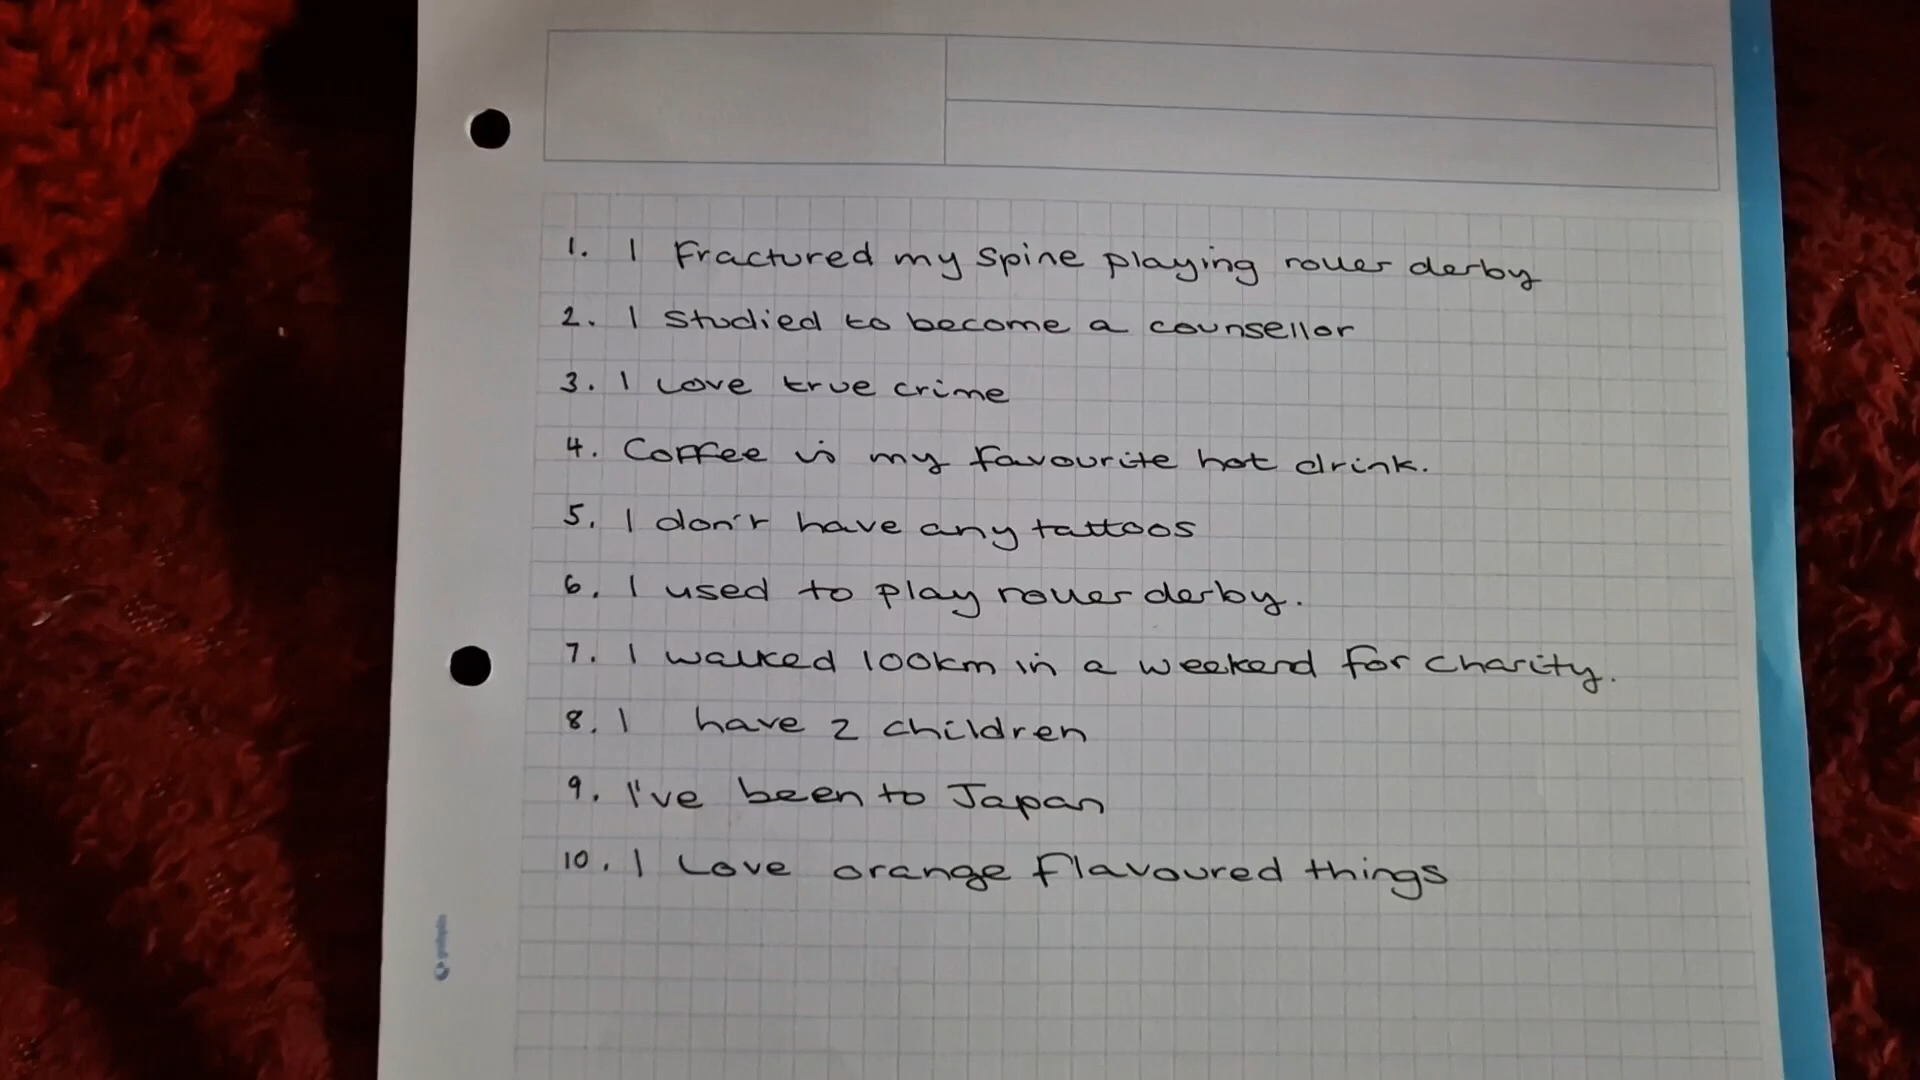 1. I Fractured my spine playing roller derby
2. I studied to become a counsellor
3. I love true crime
4. Coffee is my favourite hot drink.
5. I don't have any tattoos
6. I used to play roller derby.
7. I walked 100km in a weekend for charity.
8. I have 2 children
9. I've been to Japan
10. I love orange flavoured things